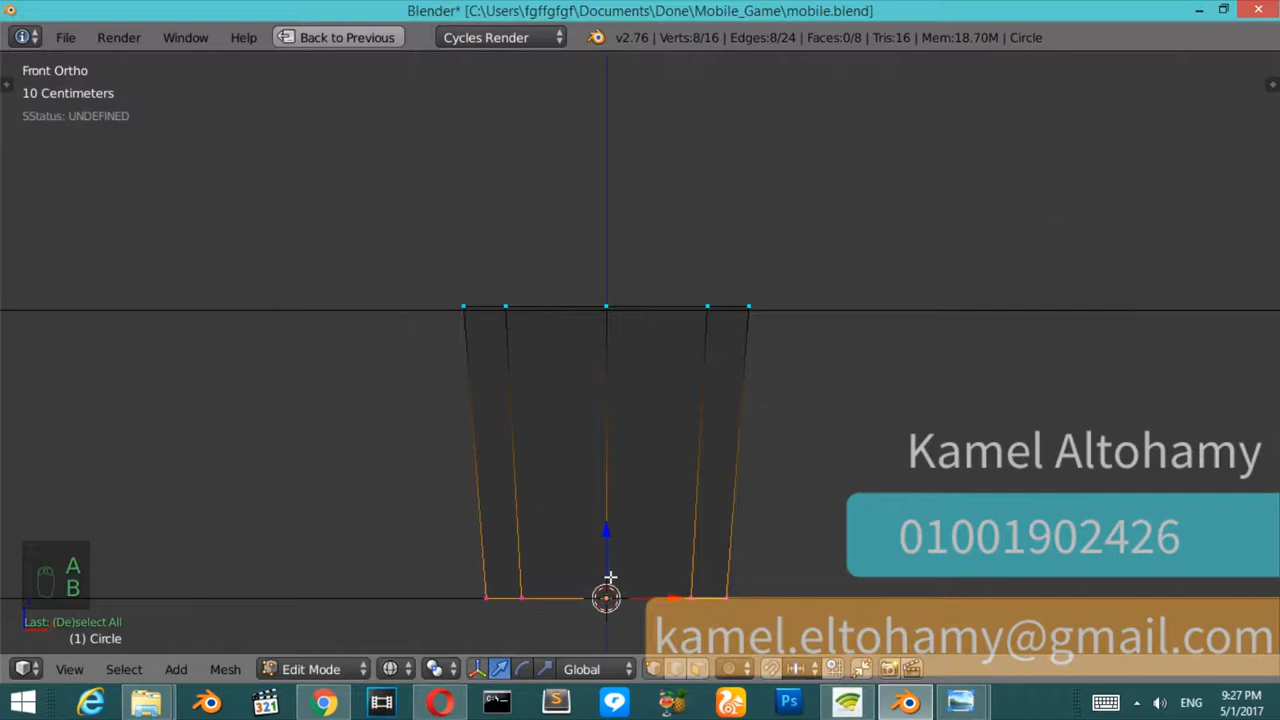 Blender* [C:\Users\fgffgfgf\Documents\Done\Mobile_Game\mobile.blend]
File Render Window Help Back to Previous Cycles Render v2.76 | Verts:8/16 | Edges:8/24 | Faces:0/8 | Tris:16 | Mem:18.70M | Circle
Front Ortho
10 Centimeters
SStatus: UNDEFINED
Kamel Altohamy
01001902426
A
B
Last: (De)select All
(1) Circle
kamel.eltohamy@gmail.com
View Select Add Mesh Edit Mode Global
321
Ps
ENG
9:27 PM
5/1/2017